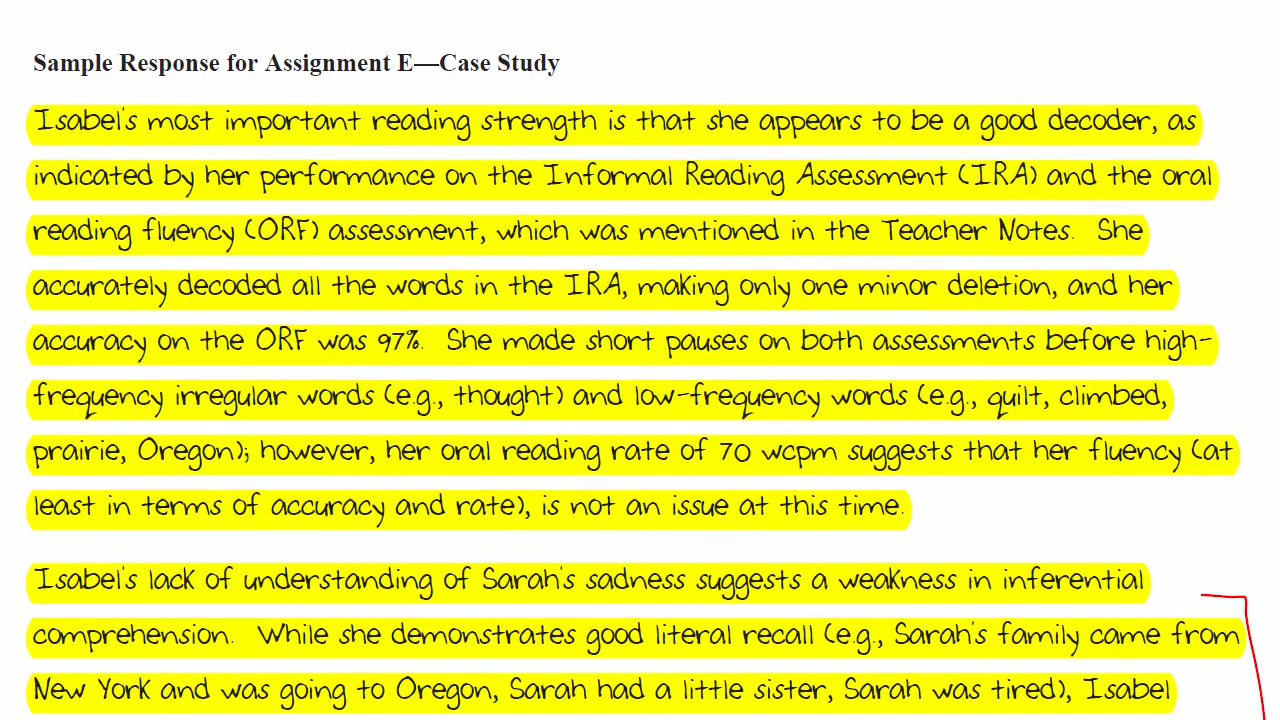 Sample Response for Assignment E—Case Study
Isabel's most important reading strength is that she appears to be a good decoder, as
indicated by her performance on the Informal Reading Assessment (IRA) and the oral
reading fluency (ORF) assessment, which was mentioned in the Teacher Notes. She
accurately decoded all the words in the IRA, making only one minor deletion, and her
accuracy on the ORF was 97%. She made short pauses on both assessments before high-
frequency irregular words (e.g., thought) and low-frequency words (e.g., quilt, climbed,
prairie, Oregon); however, her oral reading rate of 70 wcpm suggests that her fluency (at
least in terms of accuracy and rate), is not an issue at this time.
Isabel's lack of understanding of Sarah's sadness suggests a weakness in inferential
comprehension. While she demonstrates good literal recall (e.g., Sarah's family came from
New York and was going to Oregon, Sarah had a little sister, Sarah was tired), Isabel